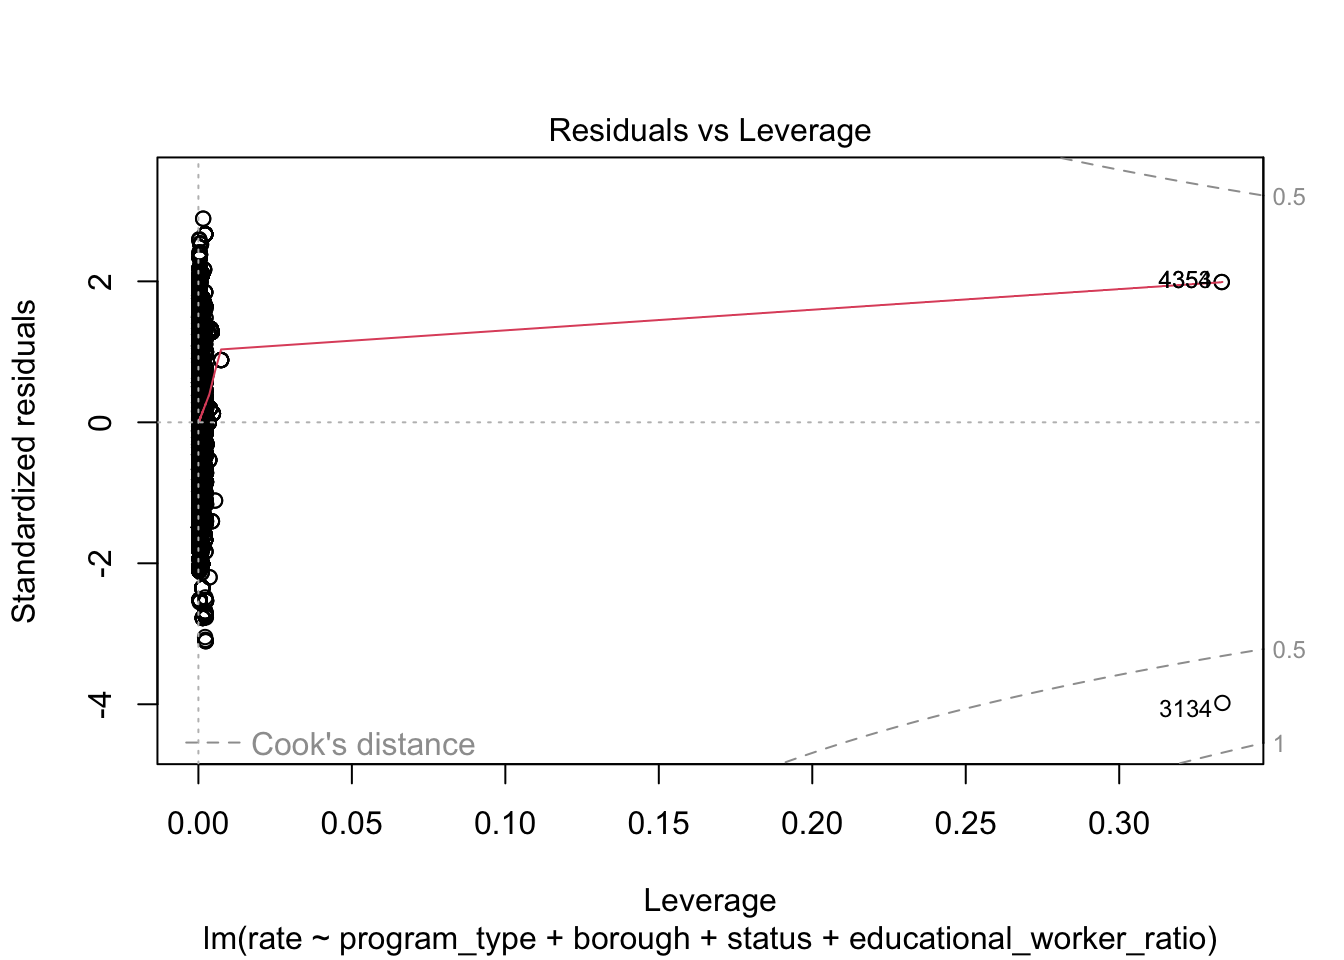 Residuals vs Leverage
Standardized residuals
2
0
-2
-4
0.5
0.5
1
3134
Cook's distance
0.00 0.05 0.10 0.15 0.20 0.25 0.30
Leverage
lm(rate ~ program_type + borough + status + educational_worker_ratio)